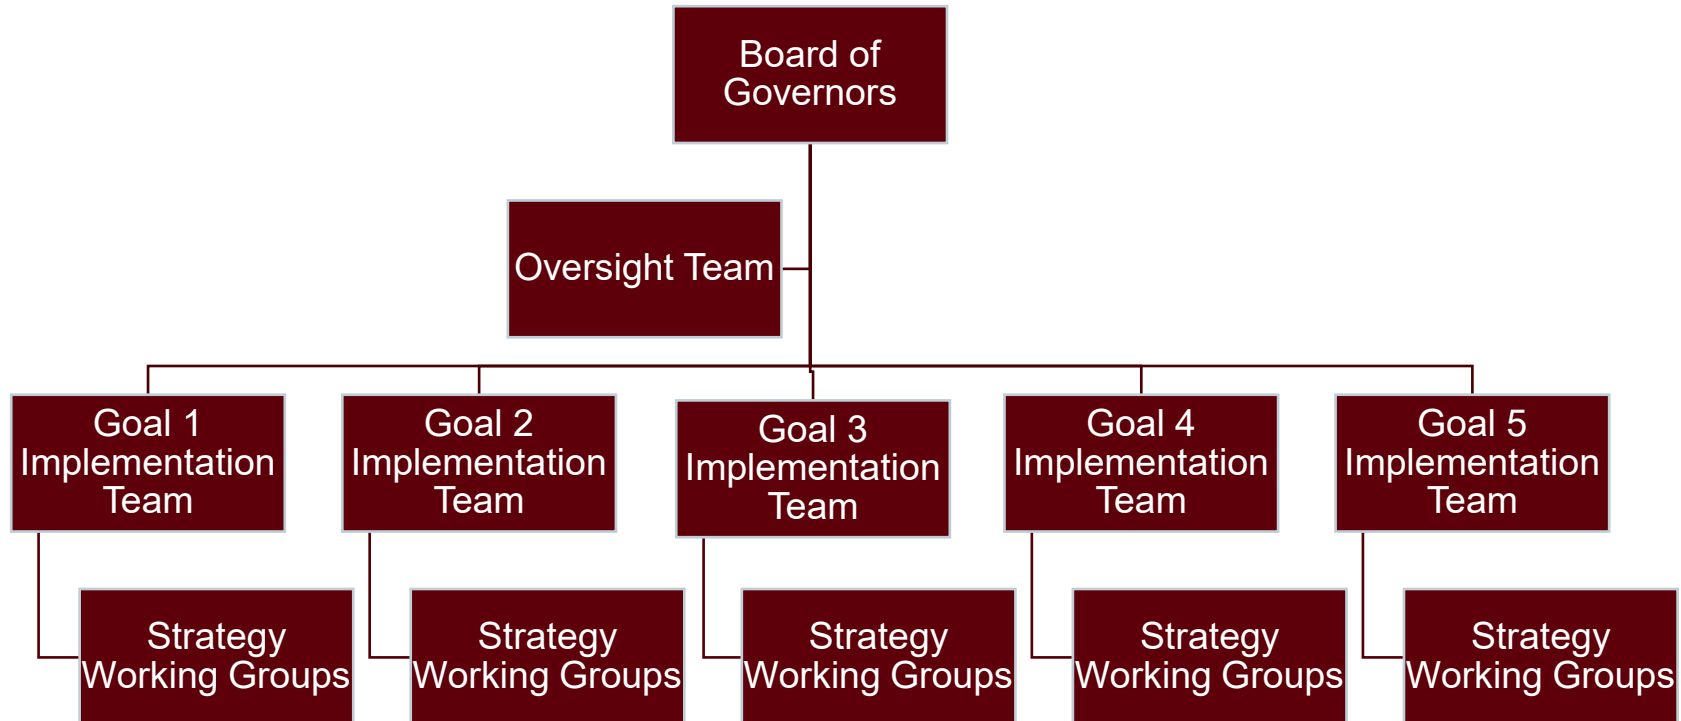 Board of
Governors
Oversight Team
Goal 1
Implementation
Team
Goal 2
Implementation
Team
Goal 3
Implementation
Team
Goal 4
Implementation
Team
Goal 5
Implementation
Team
Strategy
Working Groups
Strategy
Working Groups
Strategy
Working Groups
Strategy
Working Groups
Strategy
Working Groups